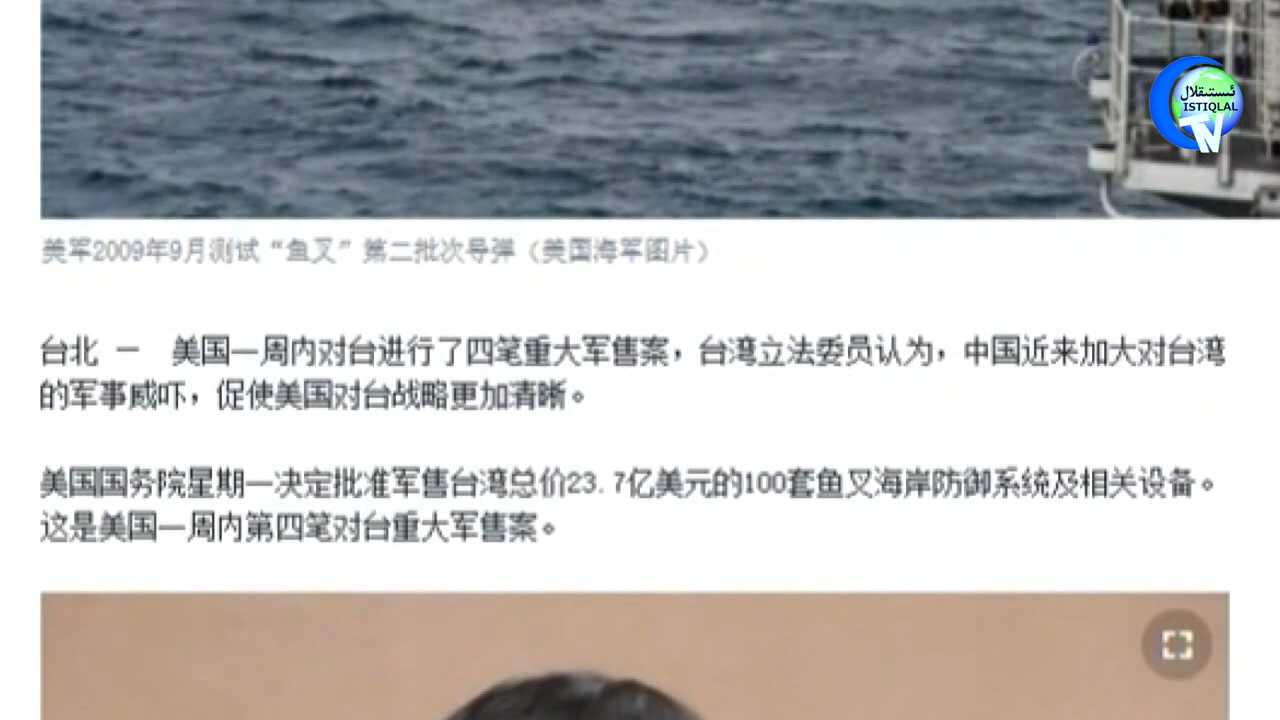 ئىستىقلال
ISTIQLAL
TV
美军2009年9月测试“鱼叉”第二批次导弹（美国海军图片）
台北 — 美国一周内对台进行了四笔重大军售案，台湾立法委员认为，中国近来加大对台湾
的军事威吓，促使美国对台战略更加清晰。
美国国务院星期一决定批准军售台湾总价23.7亿美元的100套鱼叉海岸防御系统及相关设备。
这是美国一周内第四笔对台重大军售案。